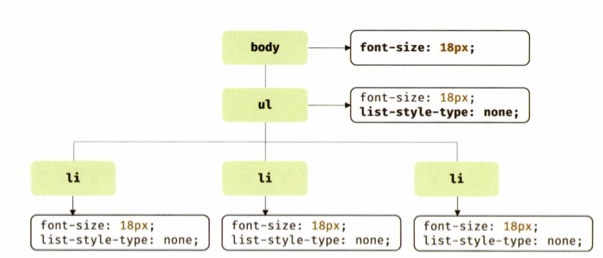 body
font-size: 18px;
ul
font-size: 18px;
list-style-type: none;
li
li
li
font-size: 18px;
list-style-type: none;
font-size: 18px;
list-style-type: none;
font-size: 18px;
list-style-type: none;